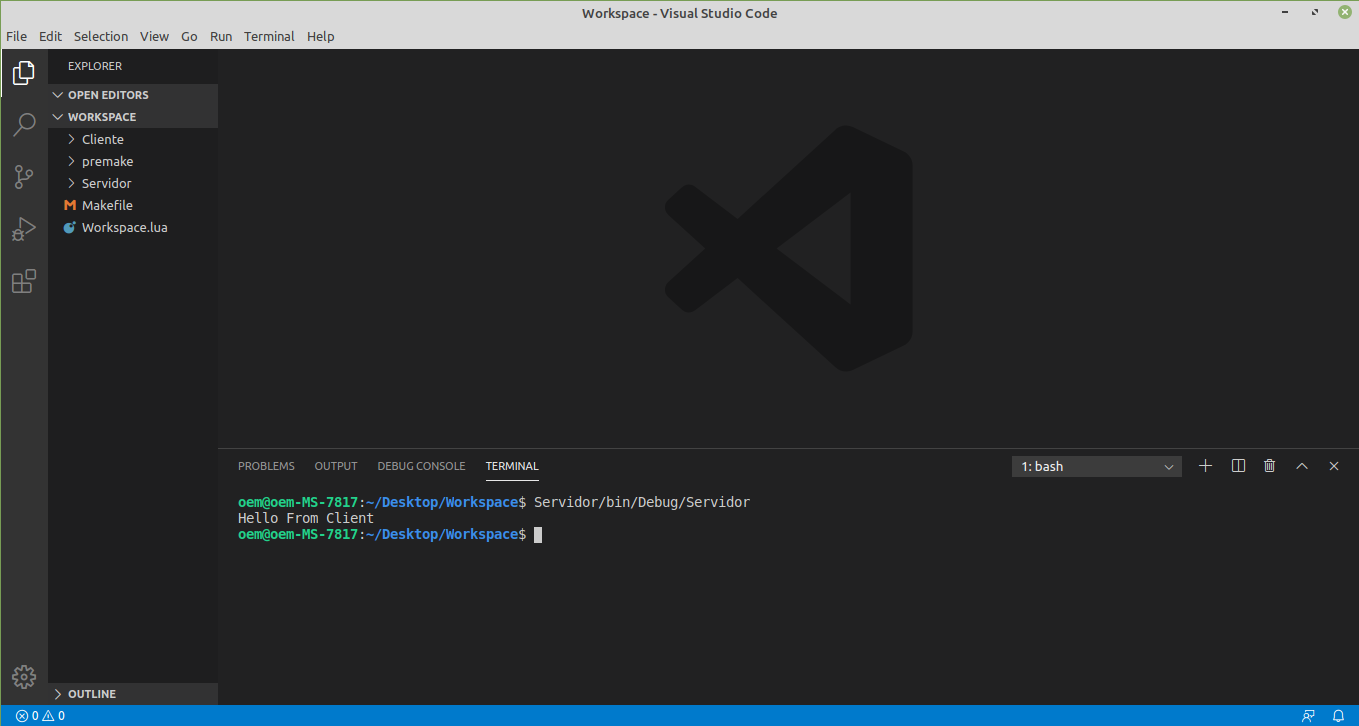 Workspace - Visual Studio Code
File Edit Selection View Go Run Terminal Help
EXPLORER
OPEN EDITORS
WORKSPACE
Cliente
premake
Servidor
M Makefile
Workspace.lua
OUTLINE
PROBLEMS OUTPUT DEBUG CONSOLE TERMINAL 1: bash
oem@oem-MS-7817:~/Desktop/Workspace$ Servidor/bin/Debug/Servidor
Hello From Client
oem@oem-MS-7817:~/Desktop/Workspace$
0 0